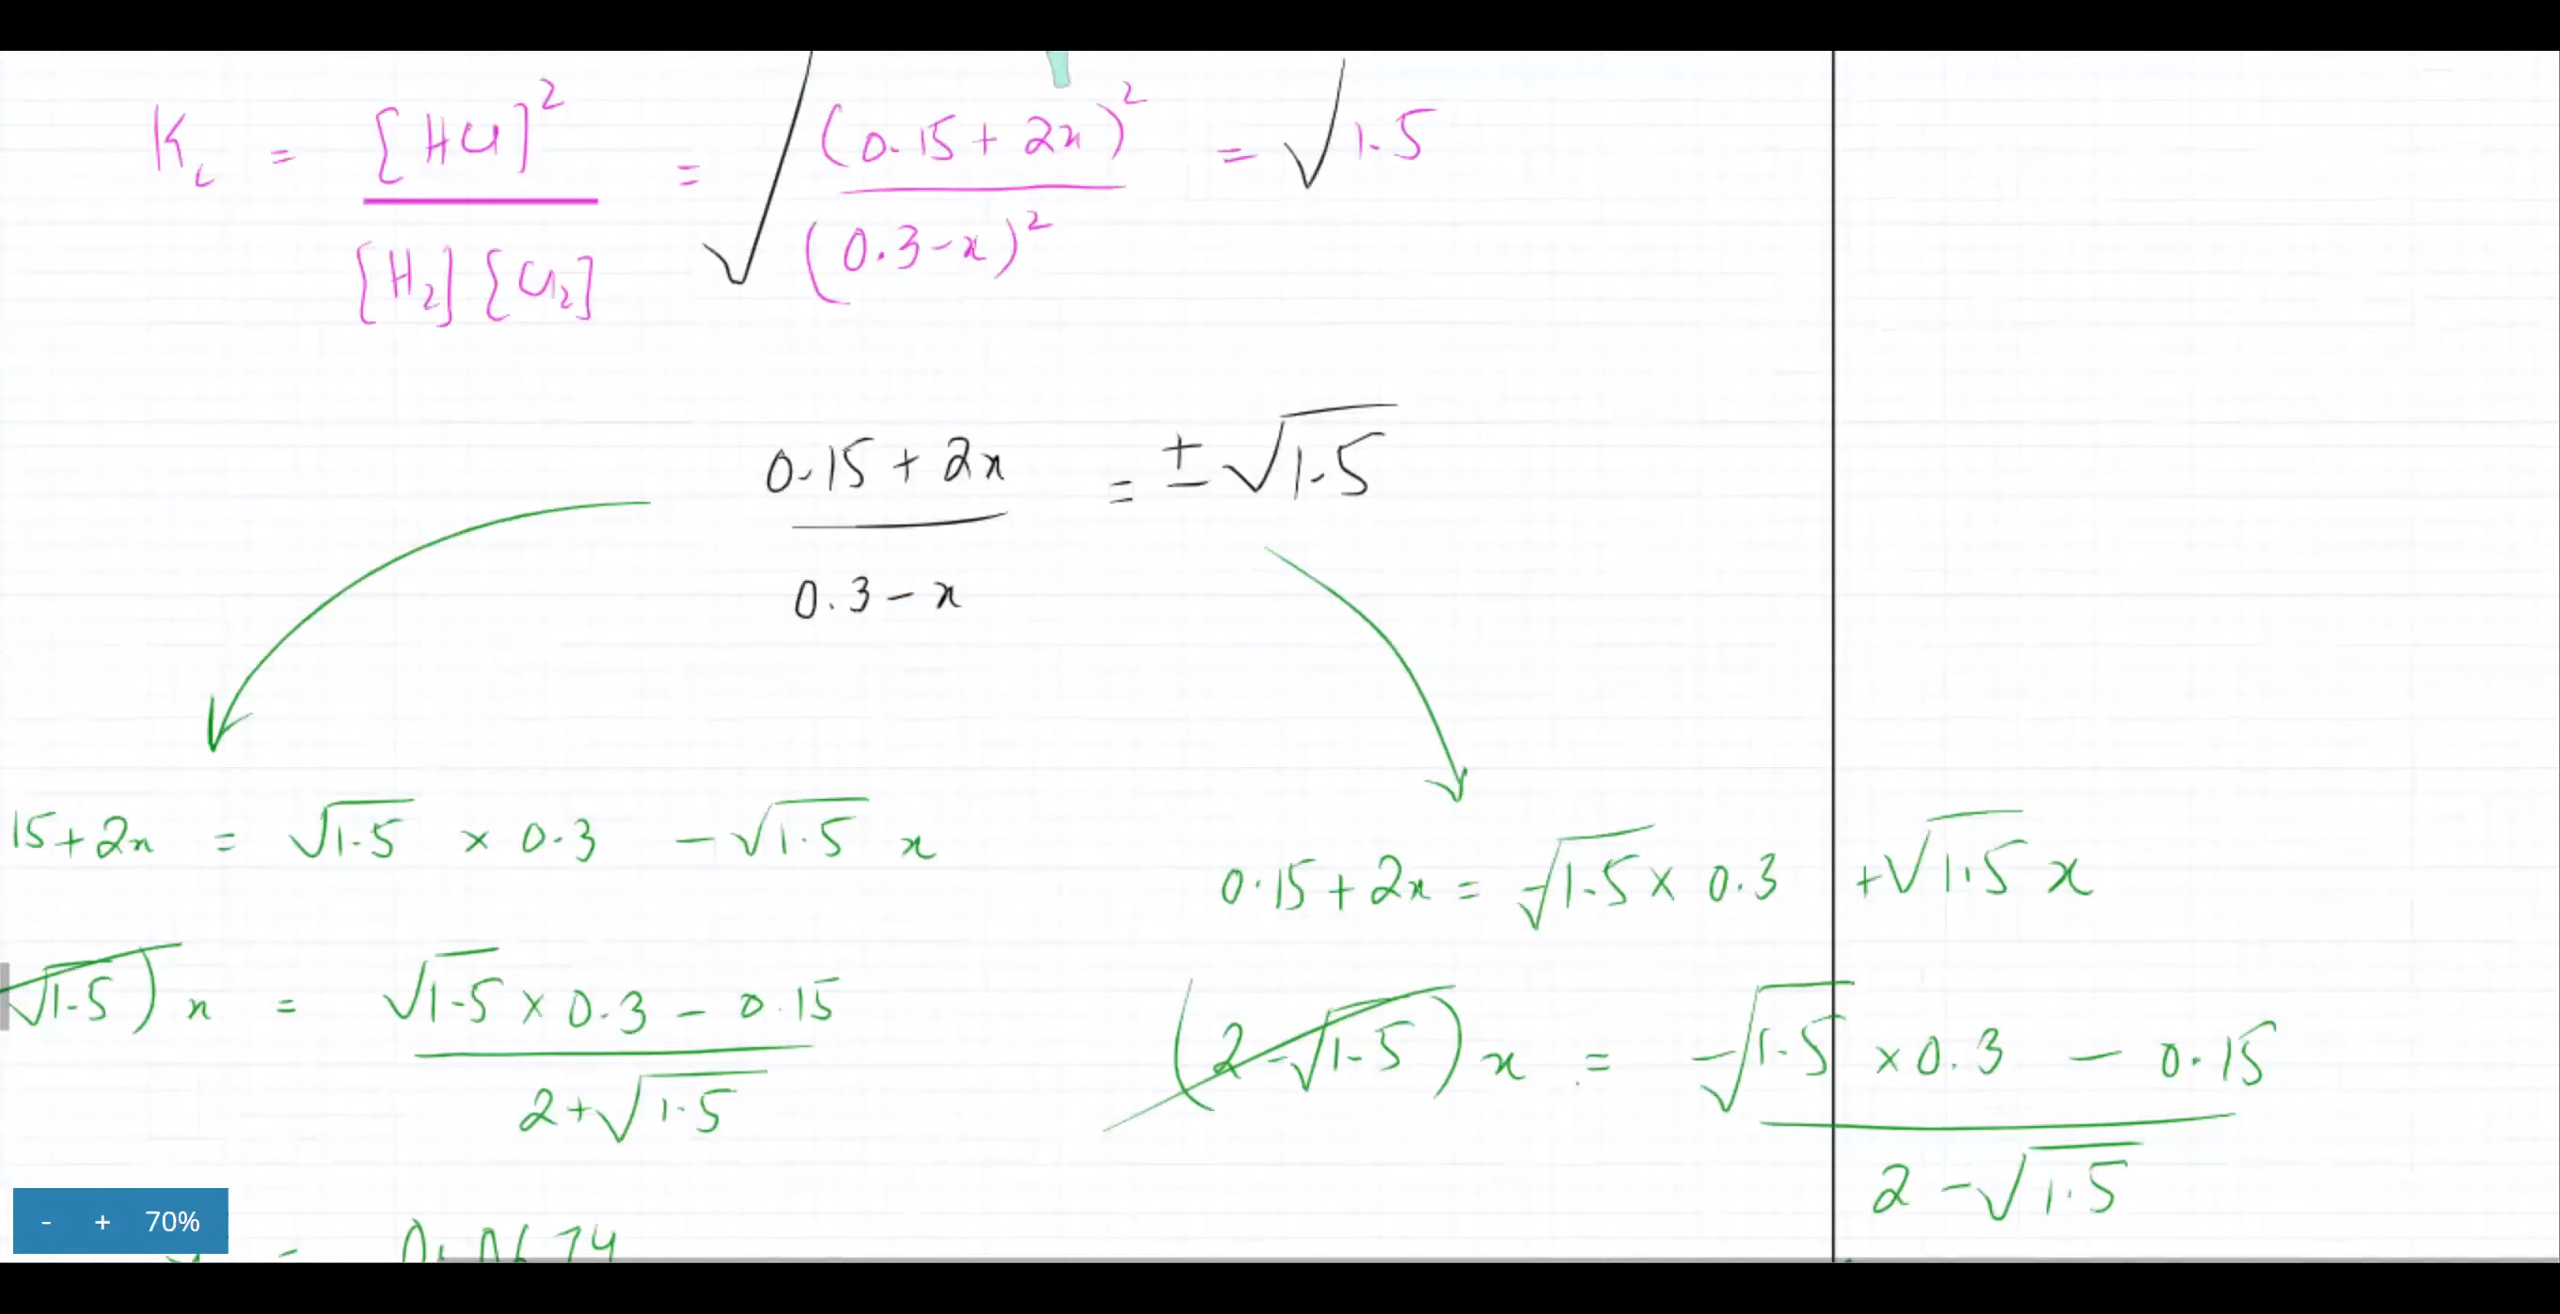 Kc = [HCl]² / [H₂] [Cl₂] = √ (0.15 + 2x)² / (0.3 - x)² = √1.5
0.15 + 2x / 0.3 - x = ± √1.5
15 + 2x = √1.5 × 0.3 - √1.5 x
√1.5) x = √1.5 × 0.3 - 0.15 / 2 + √1.5
0.15 + 2x = -√1.5 × 0.3 + √1.5 x
(2 - √1.5) x = -√1.5 × 0.3 - 0.15 / 2 - √1.5
- + 70%
= 0.0674